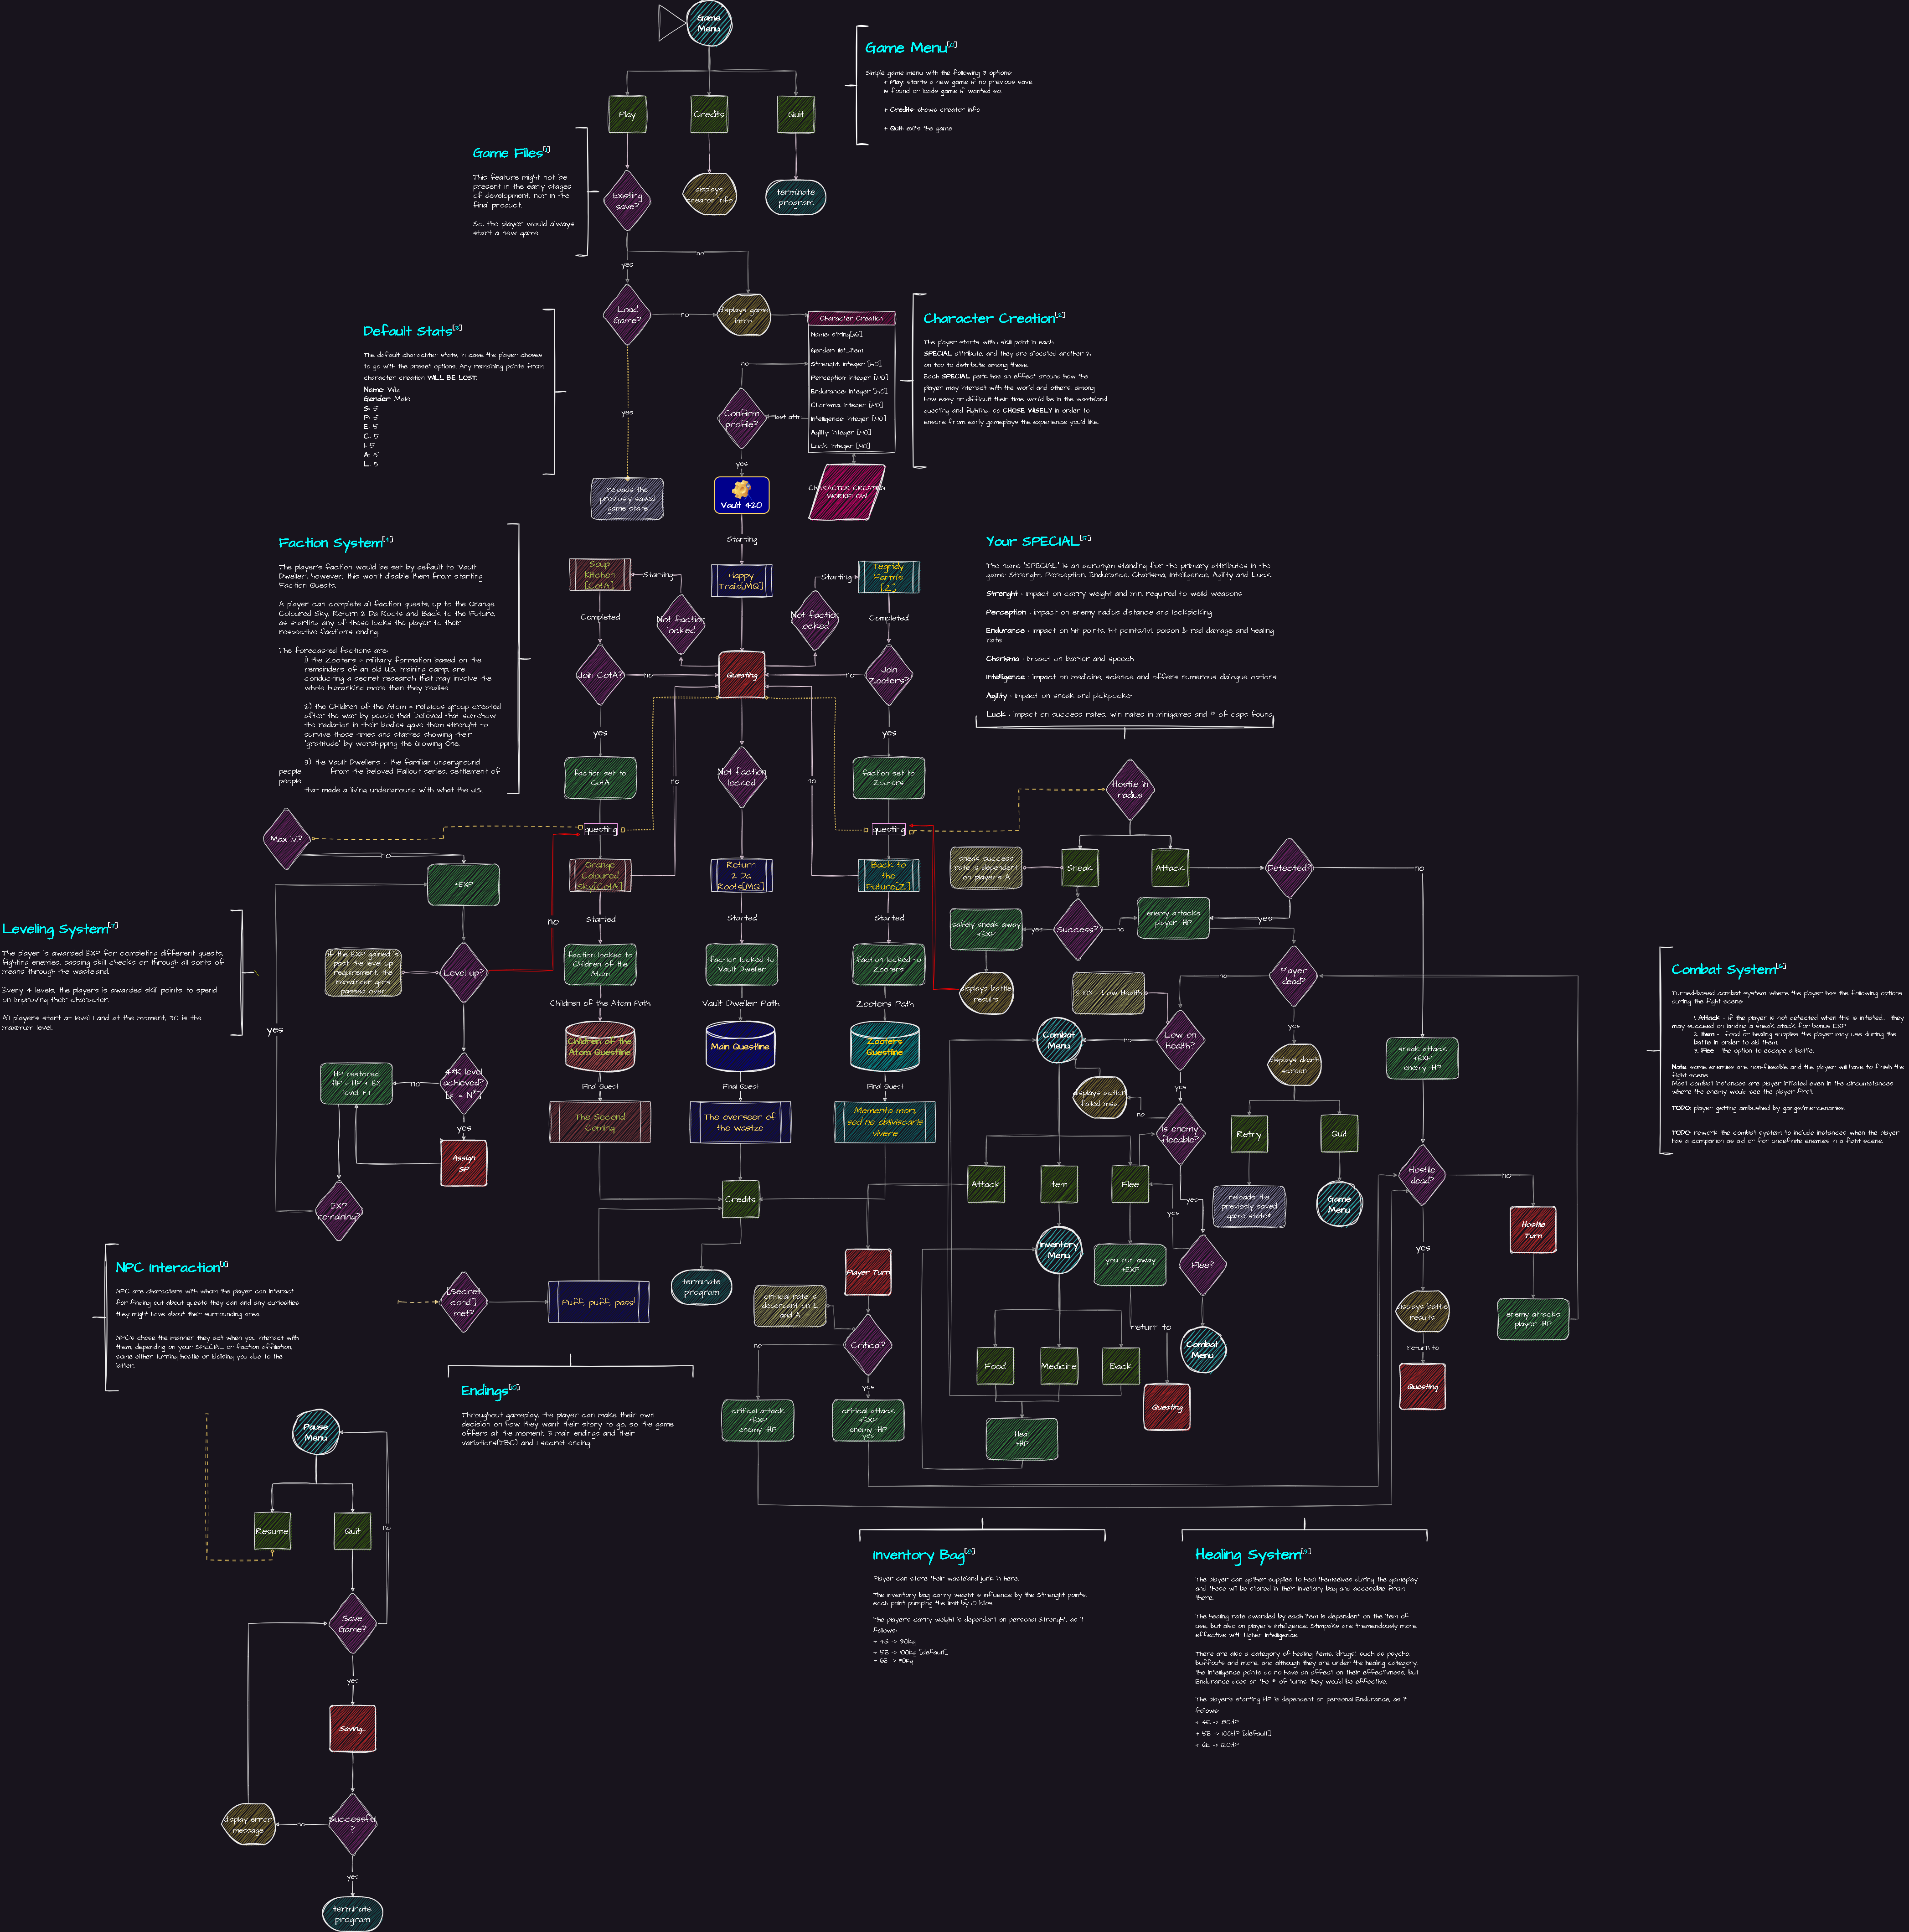 Game
Menu
Game Menu[0]
Simple game menu with the following 3 options:
+ Play: starts a new game if no previous save
is found or loads game if wanted so.
+ Credits: shows creator info
+ Quit: exits the game
Play
Credits
Quit
Game Files[1]
This feature might not be
present in the early stages
of development, nor in the
final product.
So, the player would always
start a new game.
Existing
save?
displays
creator info
terminate
program
no
yes
Load
Game?
no
displays game
intro
Character Creation
Name: string[16]
Gender: list_item
Strenght: integer [1-10]
Perception: integer [1-10]
Endurance: integer [1-10]
Charisma: integer [1-10]
Intelligence: integer [1-10]
Agility: integer [1-10]
Luck: integer [1-10]
Character Creation[2]
The player starts with 1 skill point in each
SPECIAL attribute, and they are allocated another 21
on top to distribute among these.
Each SPECIAL perk has an effect around how the
player may interact with the world and others, among
how easy or difficult their time would be in the wasteland
questing and fighting, so CHOSE WISELY in order to
ensure from early gameplays the experience you'd like.
Default Stats[3]
The dafault charachter stats, in case the player choses
to go with the preset options. Any remaining points from
character creation WILL BE LOST.
Name: Wiz
Gender: Male
S: 5
P: 5
E: 5
C: 5
I: 5
A: 5
L: 5
no
yes
Confirm
profile?
last attr.
yes
reloads the
previosly saved
game state
Vault 420
CHARACTER CREATION
WORKFLOW
Faction System[4]
The player's faction would be set by default to 'Vault
Dweller', however, this won't disable them from starting
Faction Quests.
A player can complete all faction quests, up to the Orange
Coloured Sky, Return 2 Da Roots and Back to the Future,
as starting any of these locks the player to their
respective faction's ending.
The forecasted factions are:
1) the Zooters = military formation based on the
remainders of an old U.S. training camp, are
conducting a secret research that may involve the
whole humankind more than they realise.
2) the Children of the Atom = religious group created
after the war by people that believed that somehow
the radiation in their bodies gave them strenght to
survive those times and started showing their
'gratitude' by worshipping the Glowing One.
3) the Vault Dwellers = the familiar underground
people from the beloved Fallout series, settlement of
people
that made a living underaround with what the U.S.
Starting
Soup
Kitchen
[CotA]
Starting
Happy
Trails[MQ]
Starting
Tegridy
Farm's
[Z]
Completed
Not faction
locked
Not faction
locked
Completed
Join CotA?
no
Questing
no
Join
Zooters?
Your SPECIAL[5]
The name 'SPECIAL' is an acronym standing for the primary attributes in the
game: Strenght, Perception, Endurance, Charisma, Intelligence, Agility and Luck.
Strenght : impact on carry weight and min. required to weild weapons
Perception : impact on enemy radius distance and lockpicking
Endurance : impact on hit points, hit points/lvl, poison & rad damage and healing
rate
Charisma : impact on barter and speech
Intelligence : impact on medicine, science and offers numerous dialogue options
Agility : impact on sneak and pickpocket
Luck : impact on success rates, win rates in minigames and # of caps found
yes
yes
faction set to
CotA
no
Not faction
locked
no
faction set to
Zooters
questing
questing
Orange
Coloured
Sky[CotA]
Return
2 Da
Roots[MQ]
Back to
the
Future[Z]
no
Started
Started
Started
faction locked to
Children of the
Atom
faction locked to
Vault Dweller
faction locked to
Zooters
Children of the Atom Path
Vault Dweller Path
Zooters Path
Children of the
Atom Questline
Main Questline
Zooters
Questline
Final Quest
Final Quest
Final Quest
The Second
Coming
The overseer of
the wastze
Memento mori,
sed ne obliviscaris
vivere
Credits
terminate
program
Max lvl?
no
+EXP
Leveling System[7]
The player is awarded EXP for completing different quests,
fighting enemies, passing skill checks or through all sorts of
means through the wasteland.
Every 4 levels, the players is awarded skill points to spend
on improving their character.
All players start at level 1 and at the moment, 30 is the
maximum level.
if the EXP gained is
past the level up
requirement, the
remainder gets
passed over
Level up?
yes
HP restored
HP = HP + E%
level + 1
no
4*K level
achieved?
[K = N*]
yes
Assign
SP
EXP
remaining?
NPC Interaction[8]
NPC are characters with whom the player can interact
for finding out about quests they can and any curiosities
they might have about their surrounding area.
NPC's chose the manner they act when you interact with
them, depending on your SPECIAL or faction affiliation,
some either turning hostile or idolising you due to the
latter.
[Secret
cond.]
met?
Puff, puff, pass!
Endings[10]
Throughout gameplay, the player can make their own
decision on how they want their story to go, so the game
offers at the moment, 3 main endings and their
variations(TBC) and 1 secret ending.
Hostile in
radius
sneak success
rate is dependent
on player's A
Sneak
Attack
Detected?
no
safely sneak away
+EXP
yes
Success?
no
enemy attacks
player -HP
yes
displays battle
results
≤ 10% = Low Health
no
Player
dead?
Combat
Menu
no
Low on
Health?
yes
displays death
screen
sneak attack
+EXP
enemy -HP
displays action
failed msg.
yes
no
Is enemy
fleeable?
Retry
Quit
Attack
Item
Flee
yes
yes
reloads the
previosly saved
game state*
Game
Menu
Hostile
dead?
no
Hostile
Turn
Player Turn
Inventory
Menu
you run away
+EXP
Flee?
yes
critical rate is
dependent on L
and A
displays battle
results
enemy attacks
player -HP
return to
no
Critical?
Combat
Menu
return to
Food
Medicine
Back
yes
Questing
Questing
critical attack
+EXP
enemy -HP
critical attack
+EXP
enemy -HP
yes
Heal
+HP
Combat System[6]
Turned-based combat system where the player has the following options
during the fight scene:
1. Attack - if the player is not detected when this is initiated, they
may succeed on landing a sneak atack for bonus EXP
2. Item - food or healing supplies the player may use during the
battle in order to aid them.
3. Flee - the option to escape a battle.
Note: some enemies are non-fleeable and the player will have to finish the
fight scene.
Most combat instances are player initiated even in the circumstances
where the enemy would see the player first.
TODO: player getting ambushed by gangs/mercenaries.
TODO: rework the combat system to include instances when the player
has a companion as aid or for undefinite enemies in a fight scene.
Pause
Menu
Resume
Quit
no
Save
Game?
yes
Saving...
display error
message
no
Successful
?
yes
terminate
program
Inventory Bag[8]
Player can store their wasteland junk in here.
The inventory bag carry weight is influence by the Strenght points,
each point pumping the limit by 10 kilos.
The player's carry weight is dependent on personal Strenght, as it
follows:
+ 4S -> 90kg
+ 5E -> 100kg [default]
+ 6E -> 110kg
Healing System[9]
The player can gather supplies to heal themselves during the gameplay
and these will be stored in their invetory bag and accessible from
there.
The healing rate awarded by each item is dependent on the item of
use, but also on player's intelligence. Stimpaks are tremendously more
effective with higher intelligence.
There are also a category of healing items, 'drugs', such as psycho,
buffouts and more, and although they are under the healing category,
the intelligence points do no have an affect on their effectivness, but
Endurance does on the # of turns they would be effective.
The player's starting HP is dependent on personal Endurance, as it
follows:
+ 4E -> 80HP
+ 5E -> 100HP [default]
+ 6E -> 120HP